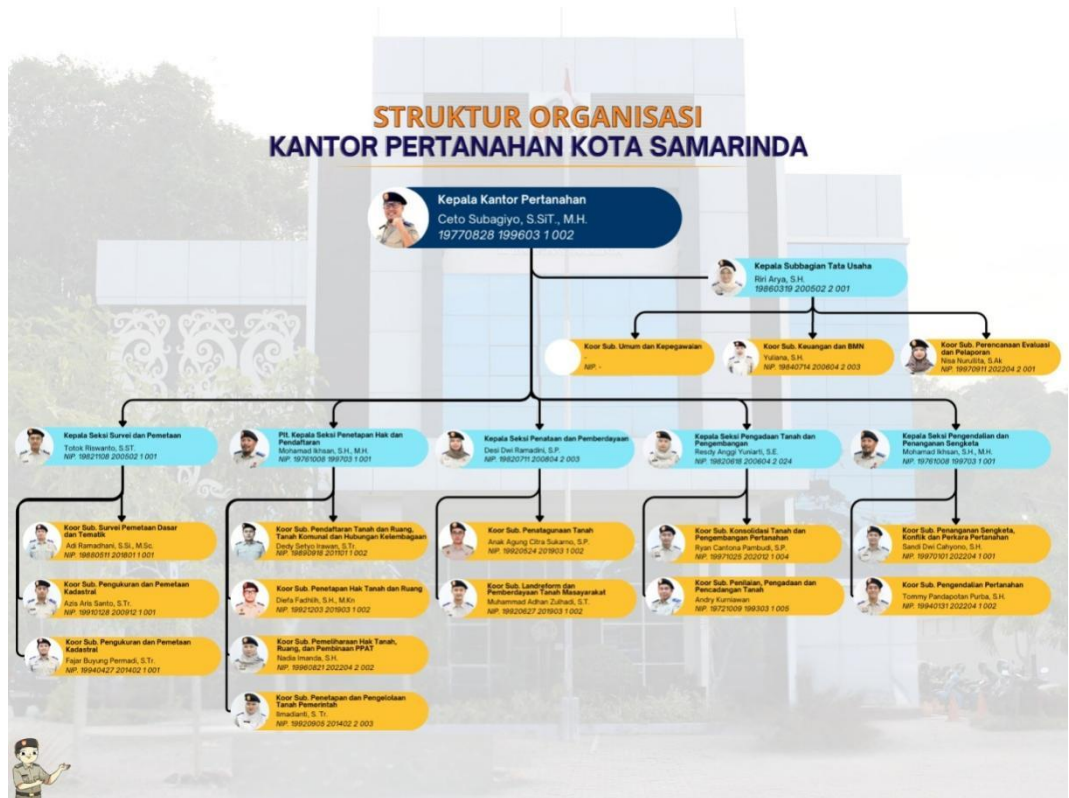 STRUKTUR ORGANISASI
KANTOR PERTANAHAN KOTA SAMARINDA
Kepala Kantor Pertanahan
Ceto Subagiyo, S.SiT., M.H.
19770828 199603 1 002
Kepala Subbagian Tata Usaha
Riri Arya, S.H.
19860319 200502 2 001
Koor Sub. Umum dan Kepegawaian
-
NIP. -
Koor Sub. Keuangan dan BMN
Yuliana, S.H.
NIP. 19840714 200604 2 003
Koor Sub. Perencanaan Evaluasi
dan Pelaporan
Nisa Nurullita, S.Ak
NIP. 19970911 202204 2 001
Kepala Seksi Survei dan Pemetaan
Totok Riswanto, S.ST.
NIP. 19821108 200502 1 001
Plt. Kepala Seksi Penetapan Hak dan
Pendaftaran
Mohamad Ikhsan, S.H., M.H.
NIP. 19761008 199703 1 001
Kepala Seksi Penataan dan Pemberdayaan
Desi Dwi Ramadini, S.P.
NIP. 19820711 200804 2 003
Kepala Seksi Pengadaan Tanah dan
Pengembangan
Resdy Anggi Yuniarti, S.E.
NIP. 19820618 200604 2 024
Kepala Seksi Pengendalian dan
Penanganan Sengketa
Mohamad Ikhsan, S.H., M.H.
NIP. 19761008 199703 1 001
Koor Sub. Survei Pemetaan Dasar
dan Tematik
Adi Ramadhani, S.Si., M.Sc.
NIP. 19880511 201801 1 001
Koor Sub. Pengukuran dan Pemetaan
Kadastral
Azis Aris Santo, S.Tr.
NIP. 19910128 200912 1 001
Koor Sub. Pengukuran dan Pemetaan
Kadastral
Fajar Buyung Permadi, S.Tr.
NIP. 19940427 201402 1 001
Koor Sub. Pendaftaran Tanah dan Ruang,
Tanah Komunal dan Hubungan Kelembagaan
Dedy Setyo Irawan, S.Tr
NIP. 19890916 201101 1 002
Koor Sub. Penetapan Hak Tanah dan Ruang
Diefa Fadhiih, S.H., M.Kn
NIP. 19921203 201903 1 002
Koor Sub. Pemeliharaan Hak Tanah,
Ruang, dan Pembinaan PPAT
Nadia Imanda, S.H.
NIP. 19960821 202204 2 002
Koor Sub. Penetapan dan Pengelolaan
Tanah Pemerintah
Ilmadianti, S. Tr.
NIP. 19920905 201402 2 003
Koor Sub. Penatagunaan Tanah
Anak Agung Citra Sukarno, S.P.
NIP. 19920524 201903 1 002
Koor Sub. Landreform dan
Pemberdayaan Tanah Masayarakat
Muhammad Adhan Zulhadi, S.T.
NIP. 19920627 201903 1 002
Koor Sub. Konsolidasi Tanah dan
Pengembangan Pertanahan
Ryan Cantona Pambudi, S.P.
NIP. 19971025 202012 1 004
Koor Sub. Penilaian, Pengadaan dan
Pencadangan Tanah
Andry Kurniawan
NIP. 19721009 199303 1 005
Koor Sub. Penanganan Sengketa,
Konflik dan Perkara Pertanahan
Sandi Dwi Cahyono, S.H.
NIP. 19970101 202204 1 001
Koor Sub. Pengendalian Pertanahan
Tommy Pandapotan Purba, S.H.
NIP. 19940131 202204 1 002